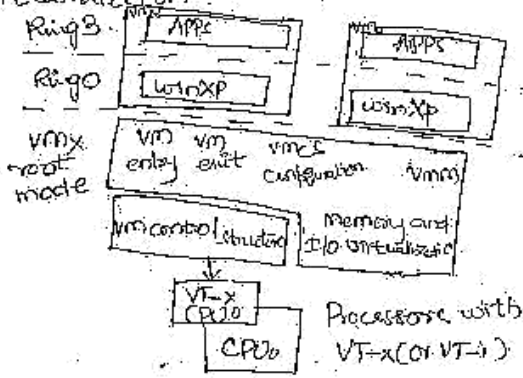 Ring3
APPs
APPS
Ring0
winXP
winXP
vmx
root
mode
vm
entry
vm
exit
vmcs
configuration
vmm
vm control structure
memory and
I/O virtualization
VT-x
CPU0
CPU0
Processors with
VT-x (or VT-i)